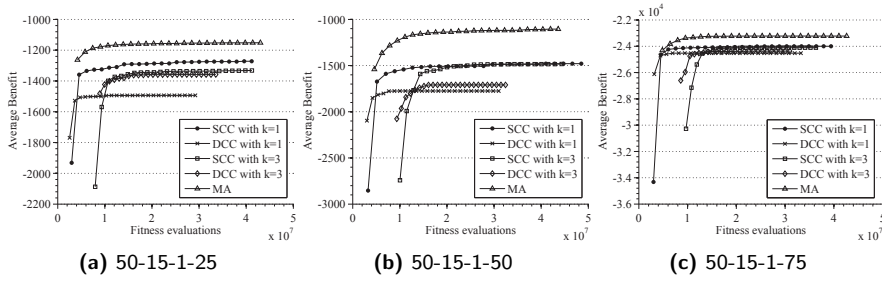 Average Benefit
-1000
-1200
-1400
-1600
-1800
-2000
-2200
0
1
2
3
4
5
x 10^7
Fitness evaluations
SCC with k=1
DCC with k=1
SCC with k=3
DCC with k=3
MA
(a) 50-15-1-25
Average Benefit
-1000
-1500
-2000
-2500
-3000
0
1
2
3
4
5
x 10^7
Fitness evaluations
SCC with k=1
DCC with k=1
SCC with k=3
DCC with k=3
MA
(b) 50-15-1-50
x 10^4
Average Benefit
-2.2
-2.4
-2.6
-2.8
-3
-3.2
-3.4
-3.6
0
1
2
3
4
5
x 10^7
Fitness evaluations
SCC with k=1
DCC with k=1
SCC with k=3
DCC with k=3
MA
(c) 50-15-1-75